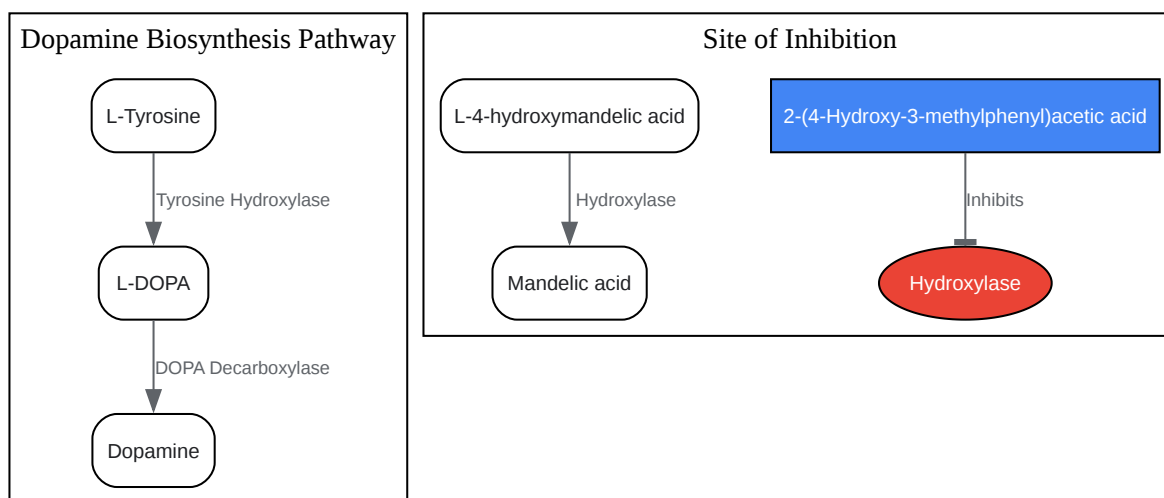 Dopamine Biosynthesis Pathway
L-Tyrosine
Tyrosine Hydroxylase
L-DOPA
DOPA Decarboxylase
Dopamine
Site of Inhibition
L-4-hydroxymandelic acid
2-(4-Hydroxy-3-methylphenyl)acetic acid
Hydroxylase
Inhibits
Mandelic acid
Hydroxylase